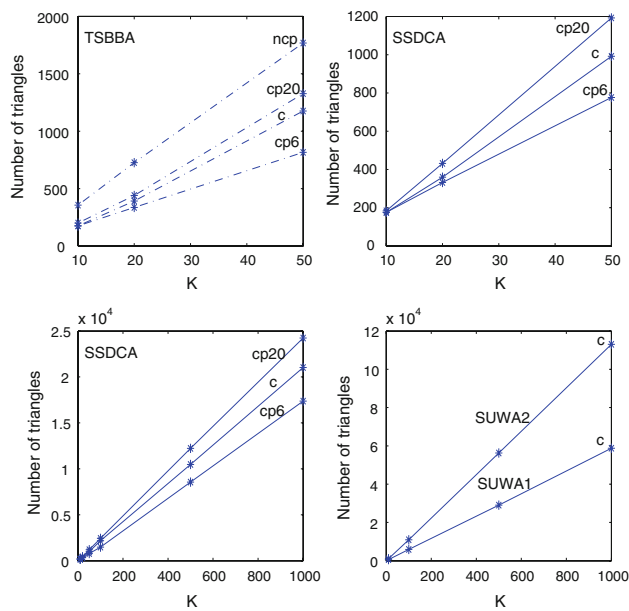 TSBBA
ncp
cp20
c
cp6
2000
1500
1000
500
0
10 20 30 40 50
K
Number of triangles
SSDCA
cp20
c
cp6
1200
1000
800
600
400
200
0
10 20 30 40 50
K
Number of triangles
x 10^4
SSDCA
cp20
c
cp6
2.5
2
1.5
1
0.5
0
0 200 400 600 800 1000
K
Number of triangles
x 10^4
c
SUWA2
c
SUWA1
12
10
8
6
4
2
0
0 200 400 600 800 1000
K
Number of triangles